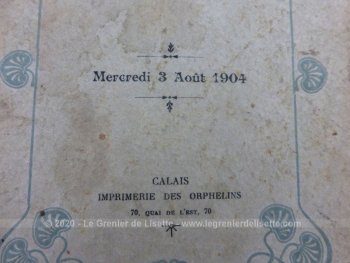 Mercredi 3 Août 1904
CALAIS
IMPRIMERIE DES ORPHELINS
70, QUAI DE L'EST, 70
© 2020 - Le Grenier de Lisette - www.legrenierdelisette.com